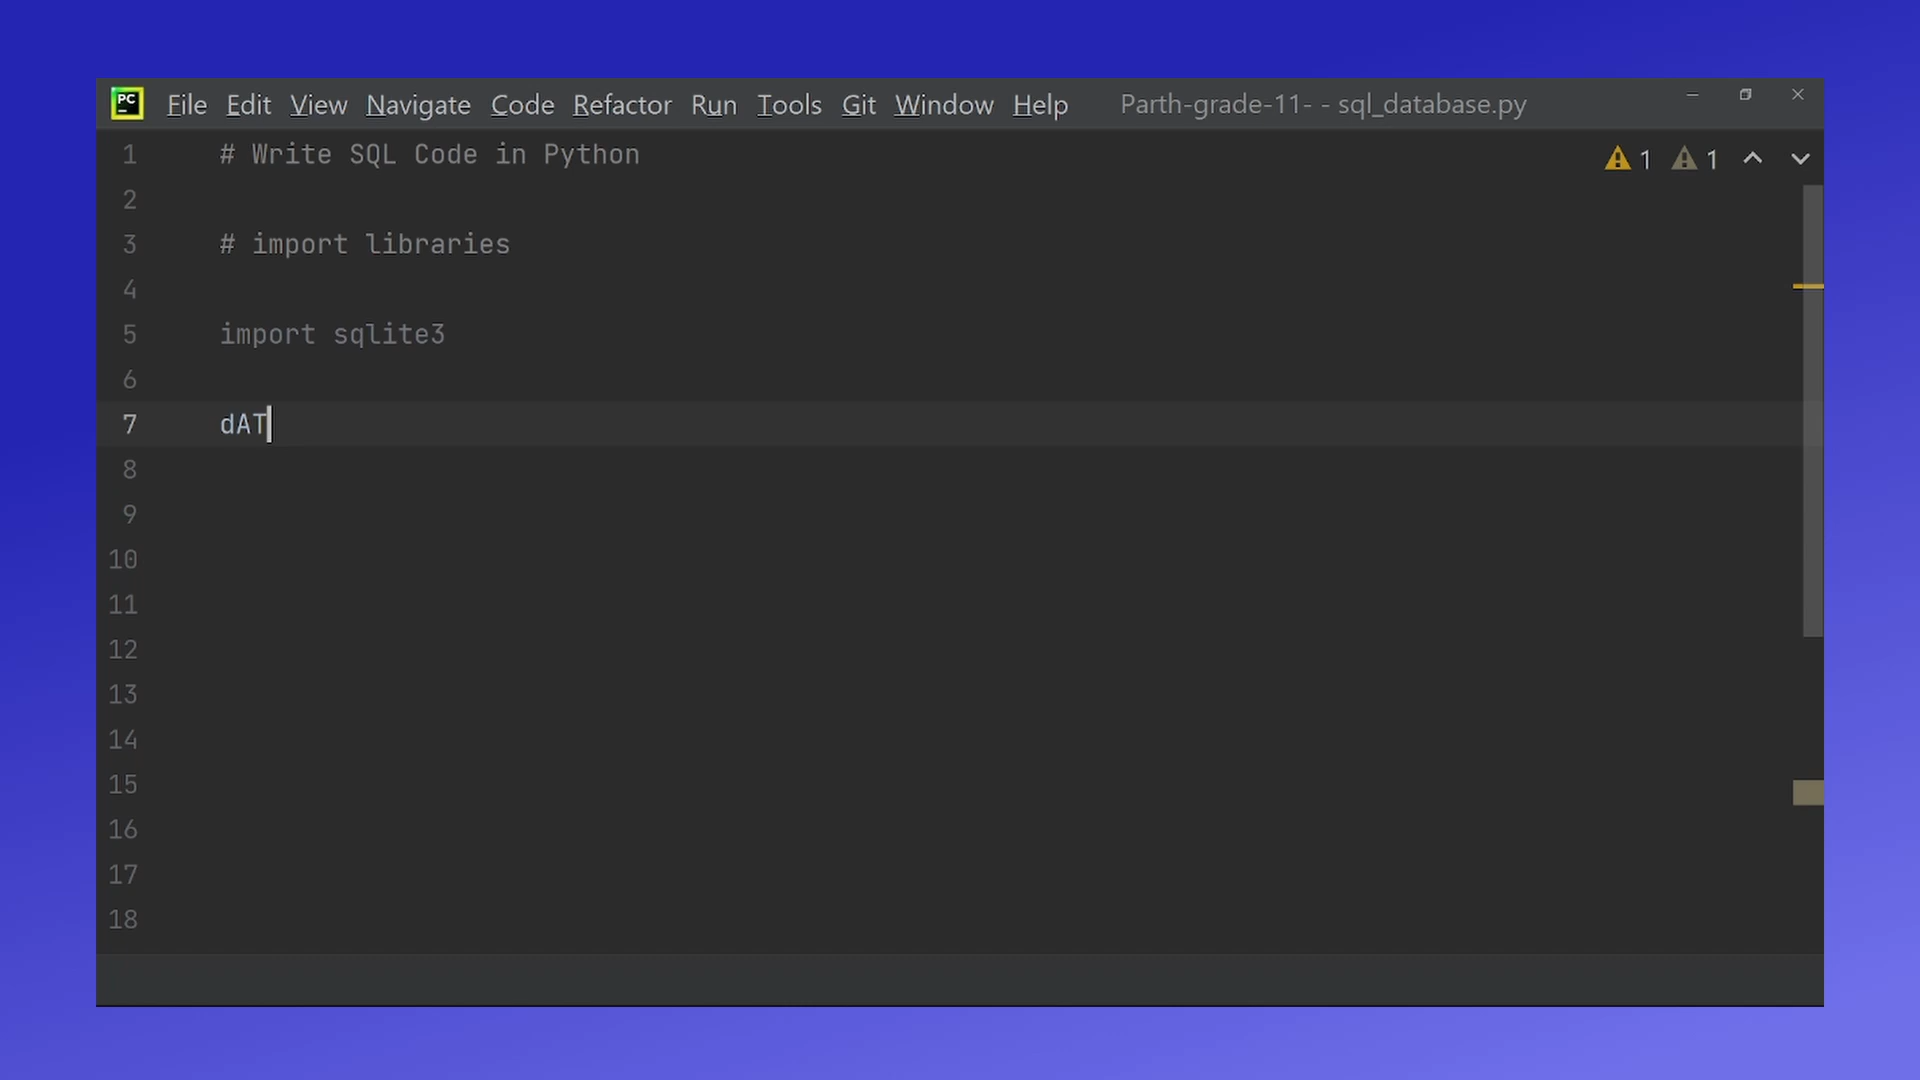 PC File Edit View Navigate Code Refactor Run Tools Git Window Help Parth-grade-11- - sql_database.py
1 # Write SQL Code in Python 1 1
2
3 # import libraries
4
5 import sqlite3
6
7 dAT
8
9
10
11
12
13
14
15
16
17
18